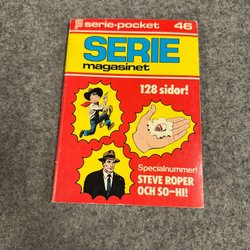 serie-pocket 46
SERIE
magasinet
128 sidor!
Specialnummer!
STEVE ROPER
OCH SO-HI!